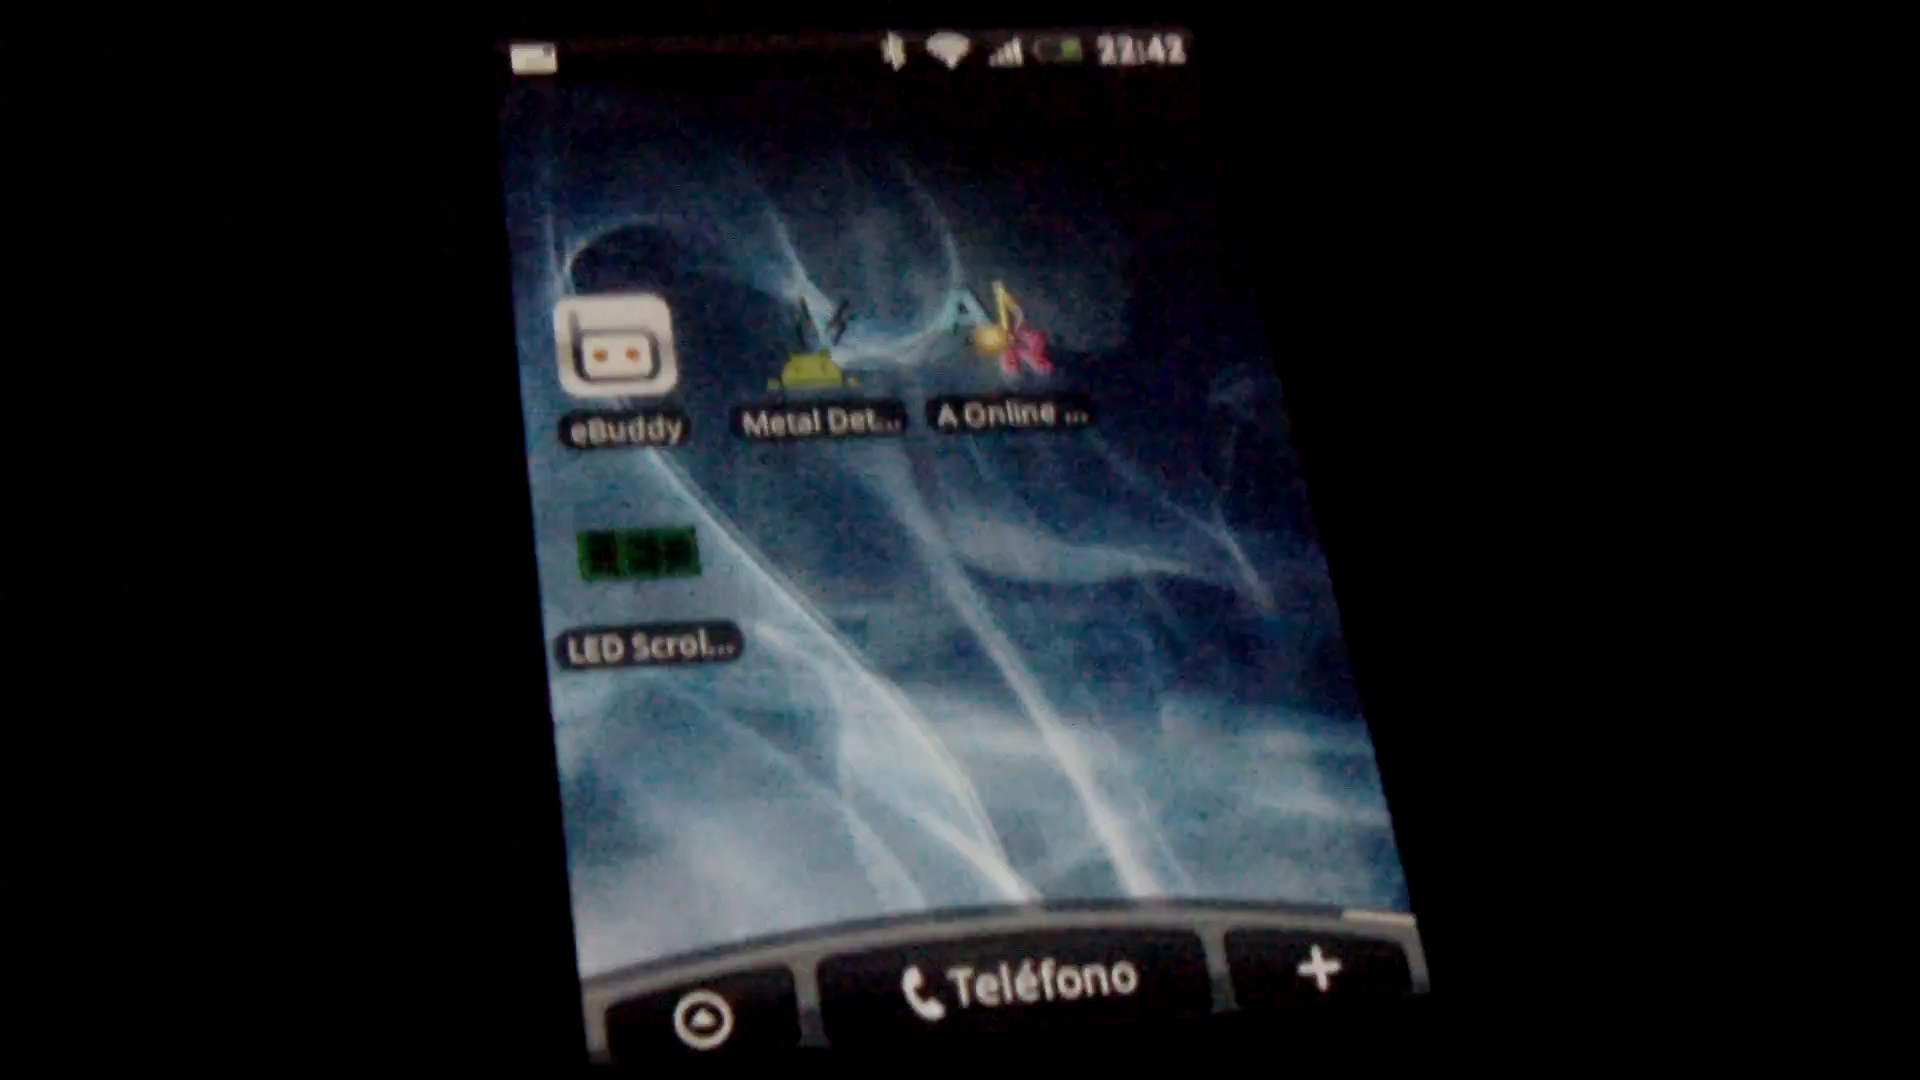 22:42
eBuddy
Metal Det...
A Online ...
LED Scrol...
Teléfono